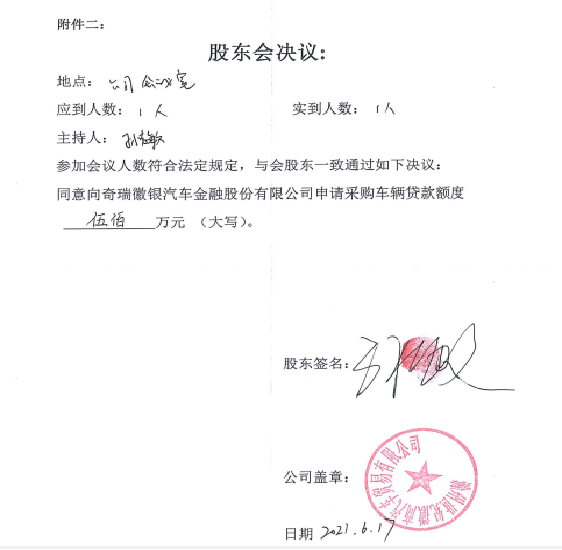 附件二：
股东会决议：
地点：公司会议室
应到人数：1人 实到人数：1人
主持人：孙敏
参加会议人数符合法定规定，与会股东一致通过如下决议：
同意向奇瑞徽银汽车金融股份有限公司申请采购车辆贷款额度
伍佰 万元 （大写）。
股东签名：
公司盖章：
汽车贸易有限公司
日期 2021.6.17